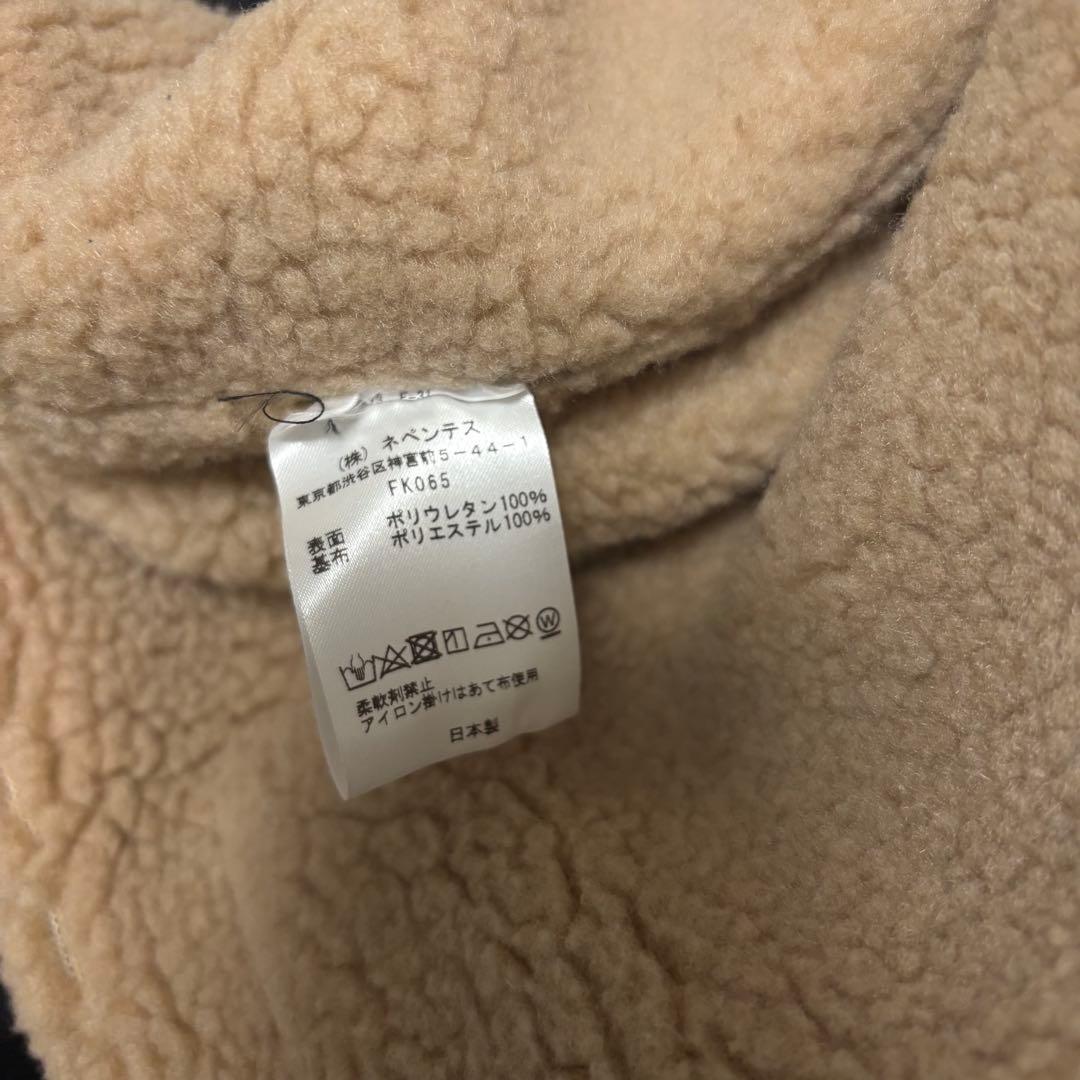 (株) ネペンテス
東京都渋谷区神宮前5-44-1
FK065
表面 ポリウレタン100%
基布 ポリエステル100%
W
柔軟剤禁止
アイロン掛けはあて布使用
日本製